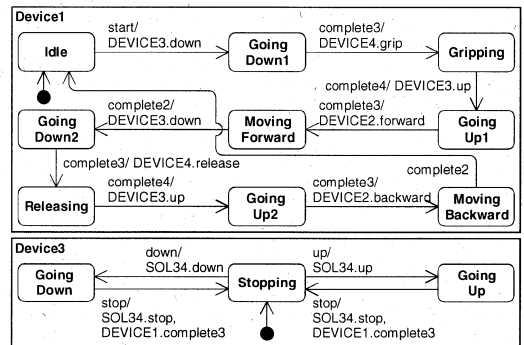 Device1
start/
DEVICE3.down
complete3/
DEVICE4.grip
Idle
Going
Down1
Gripping
complete4/ DEVICE3.up
complete2/
DEVICE3.down
complete3/
DEVICE2.forward
Going
Down2
Moving
Forward
Going
Up1
complete3/ DEVICE4.release
complete2
complete4/
DEVICE3.up
complete3/
DEVICE2.backward
Releasing
Going
Up2
Moving
Backward
Device3
down/
SOL34.down
up/
SOL34.up
Going
Down
Stopping
Going
Up
stop/
SOL34.stop,
DEVICE1.complete3
stop/
SOL34.stop,
DEVICE1.complete3